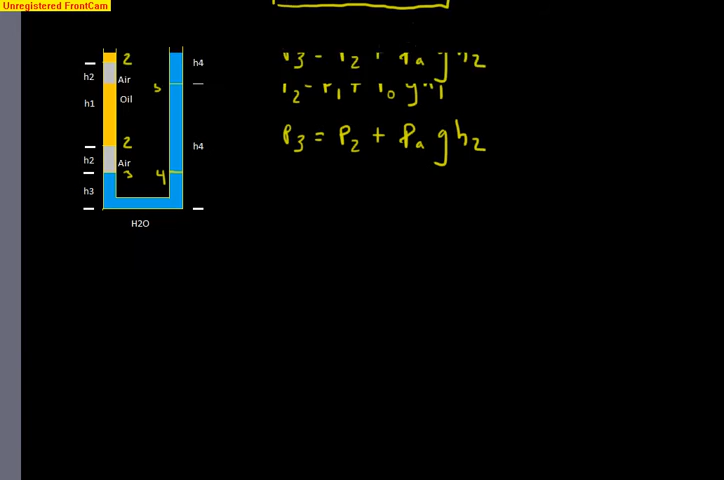 Unregistered FrontCam
2
h4
h2
Air
5
Oil
h1
P3 = P2 + ρa g h2
2
h4
h2
Air
3
4
h3
H2O